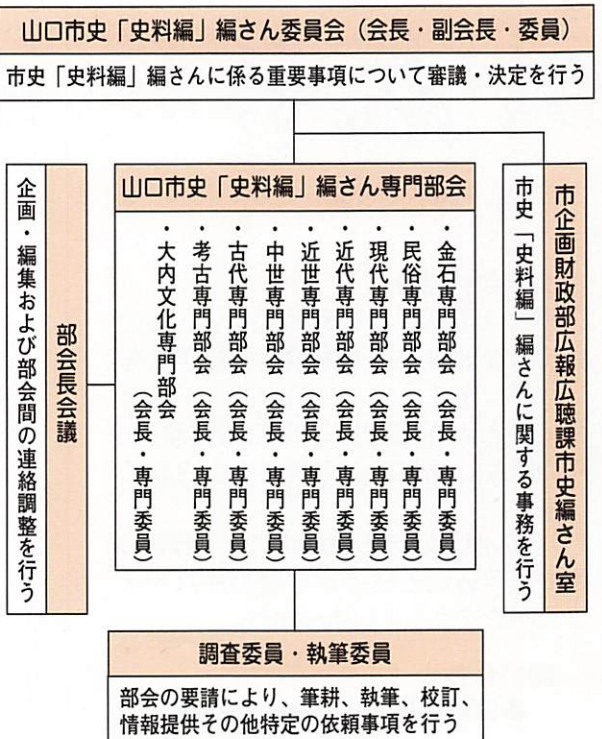 山口市史「史料編」編さん委員会（会長・副会長・委員）
市史「史料編」編さんに係る重要事項について審議・決定を行う
市企画財政部広報広聴課市史編さん室
市史「史料編」編さんに関する事務を行う
山口市史「史料編」編さん専門部会
・金石専門部会（会長・専門委員）
・民俗専門部会（会長・専門委員）
・現代専門部会（会長・専門委員）
・近代専門部会（会長・専門委員）
・近世専門部会（会長・専門委員）
・中世専門部会（会長・専門委員）
・古代専門部会（会長・専門委員）
・考古専門部会（会長・専門委員）
・大内文化専門部会
（会長・専門委員）
部会長会議
企画・編集および部会間の連絡調整を行う
調査委員・執筆委員
部会の要請により、筆耕、執筆、校訂、
情報提供その他特定の依頼事項を行う